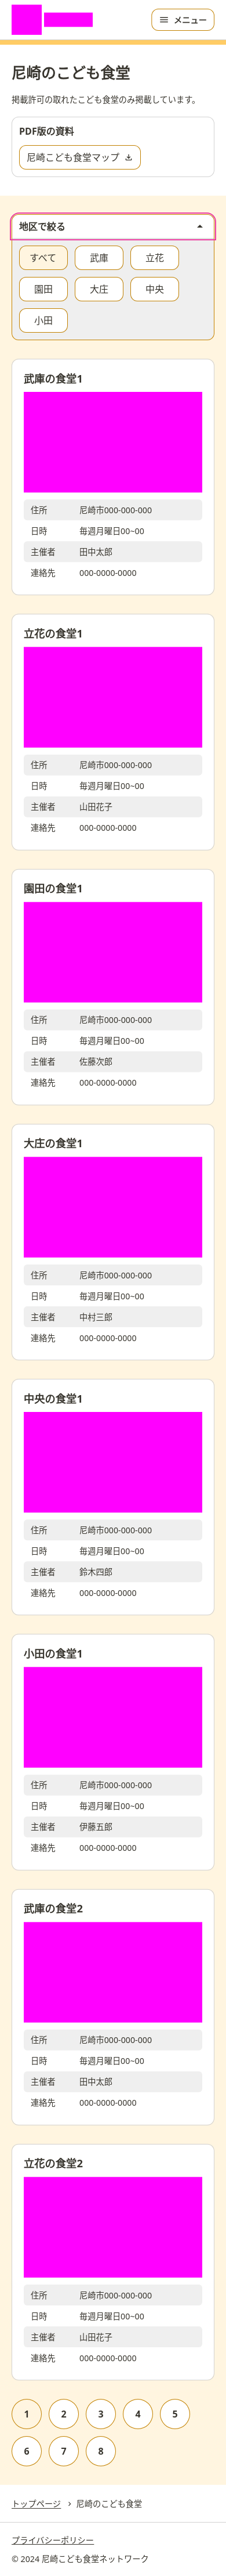 メニュー
尼崎のこども食堂
掲載許可の取れたこども食堂のみ掲載しています。
PDF版の資料
尼崎こども食堂マップ
地区で絞る
すべて 武庫 立花
園田 大庄 中央
小田
武庫の食堂1
住所 尼崎市000-000-000
日時 毎週月曜日00~00
主催者 田中太郎
連絡先 000-0000-0000
立花の食堂1
住所 尼崎市000-000-000
日時 毎週月曜日00~00
主催者 山田花子
連絡先 000-0000-0000
園田の食堂1
住所 尼崎市000-000-000
日時 毎週月曜日00~00
主催者 佐藤次郎
連絡先 000-0000-0000
大庄の食堂1
住所 尼崎市000-000-000
日時 毎週月曜日00~00
主催者 中村三郎
連絡先 000-0000-0000
中央の食堂1
住所 尼崎市000-000-000
日時 毎週月曜日00~00
主催者 鈴木四郎
連絡先 000-0000-0000
小田の食堂1
住所 尼崎市000-000-000
日時 毎週月曜日00~00
主催者 伊藤五郎
連絡先 000-0000-0000
武庫の食堂2
住所 尼崎市000-000-000
日時 毎週月曜日00~00
主催者 田中太郎
連絡先 000-0000-0000
立花の食堂2
住所 尼崎市000-000-000
日時 毎週月曜日00~00
主催者 山田花子
連絡先 000-0000-0000
1 2 3 4 5
6 7 8
トップページ > 尼崎のこども食堂
プライバシーポリシー
© 2024 尼崎こども食堂ネットワーク